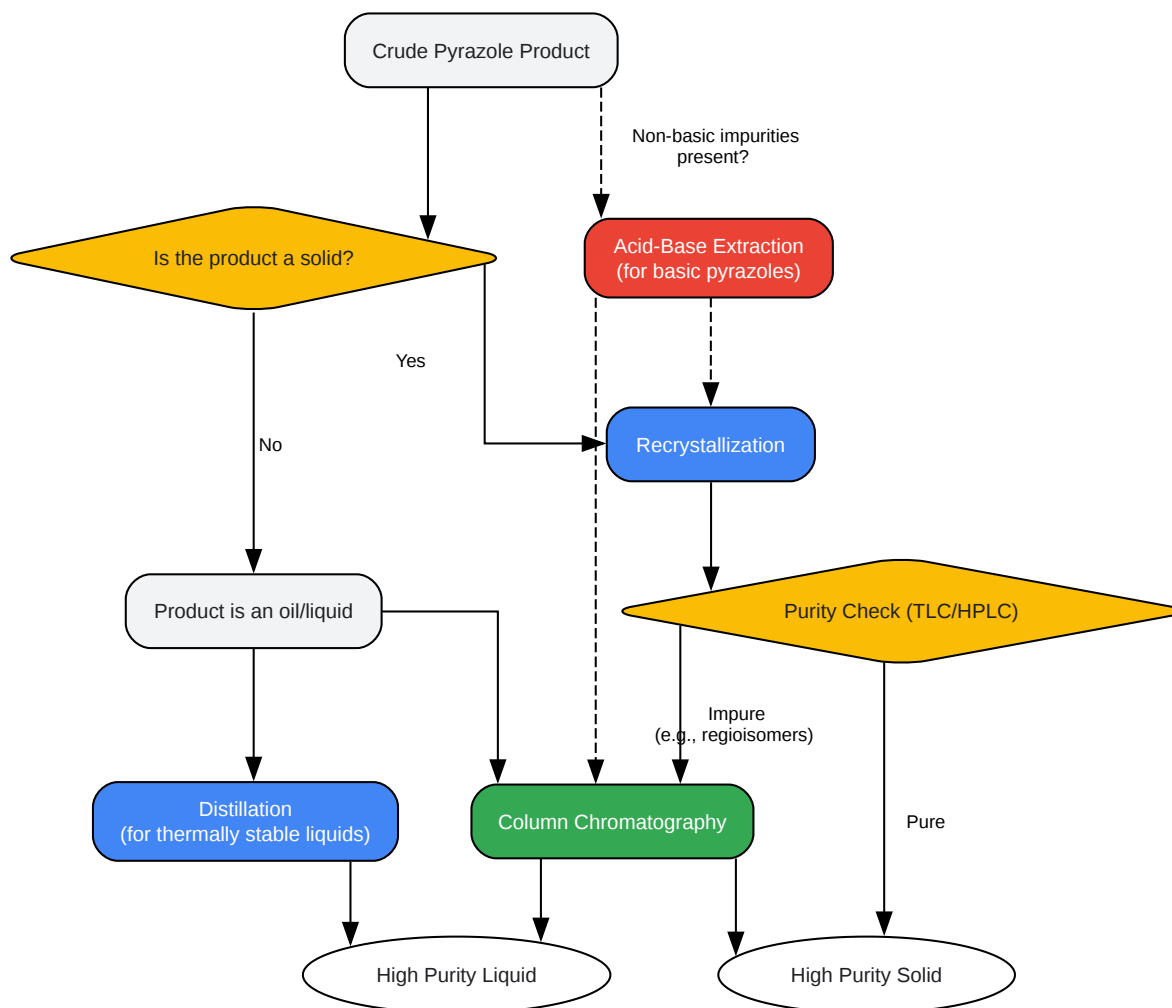 Crude Pyrazole Product
Non-basic impurities
present?
Is the product a solid?
Acid-Base Extraction
(for basic pyrazoles)
Yes
No
Recrystallization
Product is an oil/liquid
Purity Check (TLC/HPLC)
Impure
(e.g., regioisomers)
Distillation
(for thermally stable liquids)
Column Chromatography
Pure
High Purity Liquid
High Purity Solid